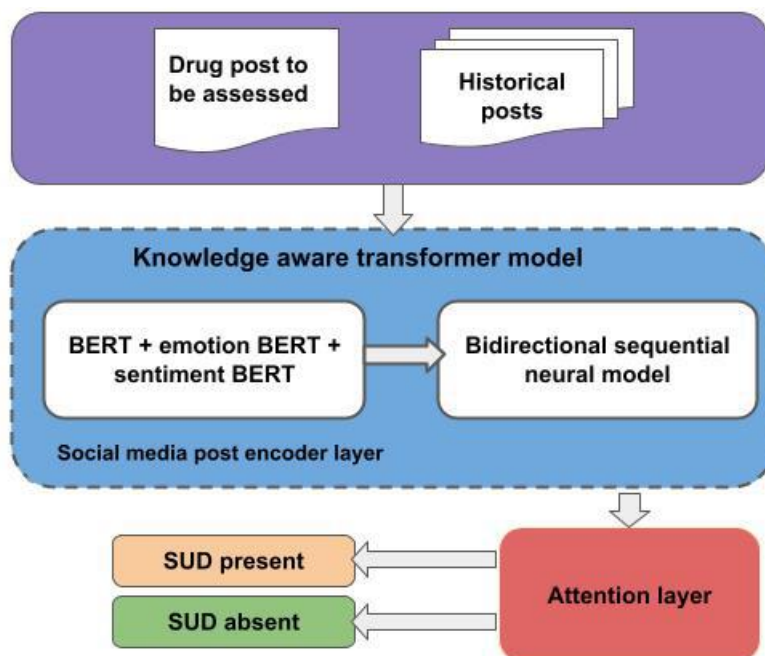 Drug post to
be assessed
Historical
posts
Knowledge aware transformer model
BERT + emotion BERT +
sentiment BERT
Bidirectional sequential
neural model
Social media post encoder layer
SUD present
Attention layer
SUD absent